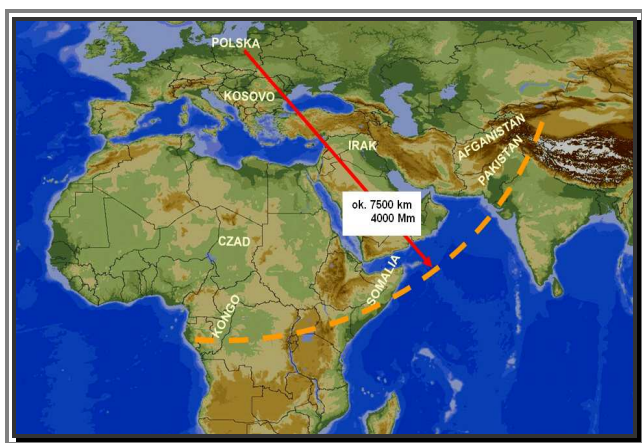 POLSKA
KOSOVO
IRAK
AFGANISTAN
PAKISTAN
ok. 7500 km
4000 Mm
CZAD
SOMALIA
KONGO